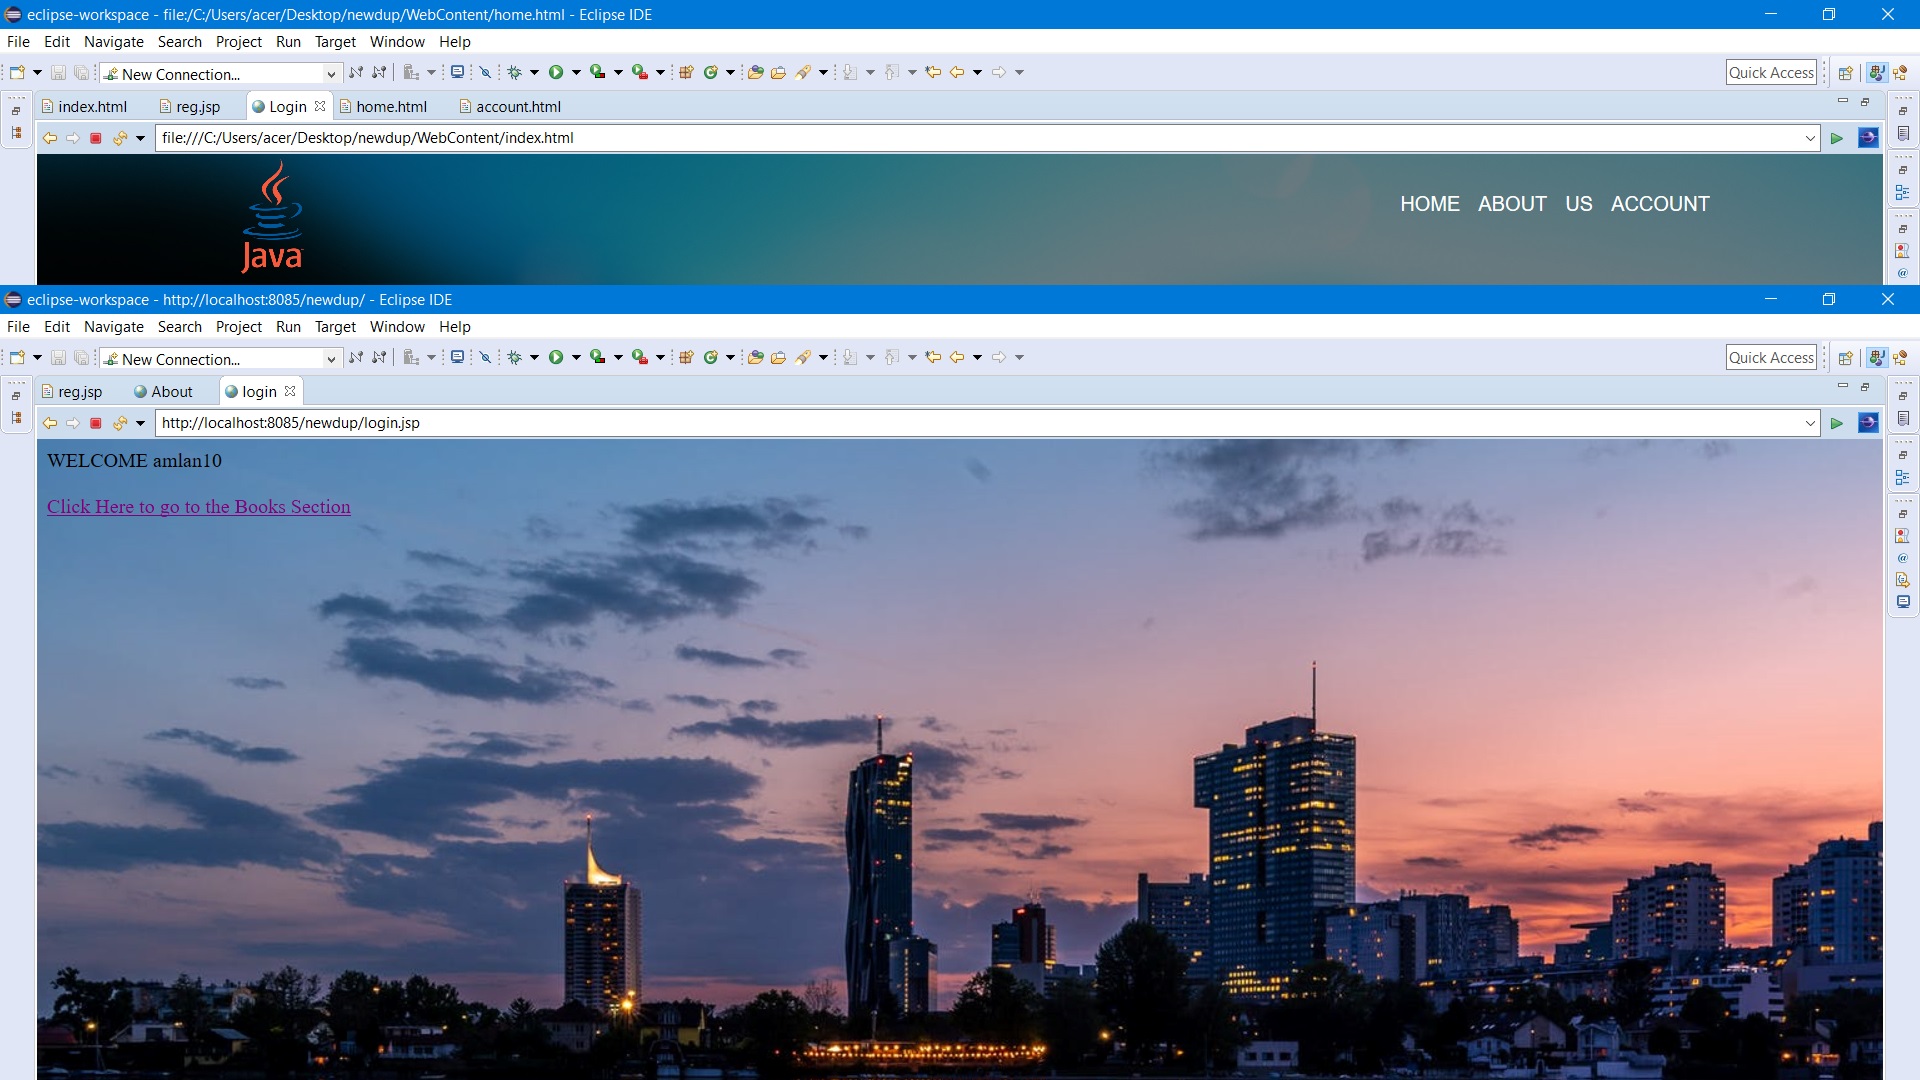 eclipse-workspace - file:/C:/Users/acer/Desktop/newdup/WebContent/home.html - Eclipse IDE
File Edit Navigate Search Project Run Target Window Help
New Connection... Quick Access
index.html reg.jsp Login home.html account.html
file:///C:/Users/acer/Desktop/newdup/WebContent/index.html
HOME ABOUT US ACCOUNT
Java
eclipse-workspace - http://localhost:8085/newdup/ - Eclipse IDE
File Edit Navigate Search Project Run Target Window Help
New Connection... Quick Access
reg.jsp About login
http://localhost:8085/newdup/login.jsp
WELCOME amlan10
Click Here to go to the Books Section